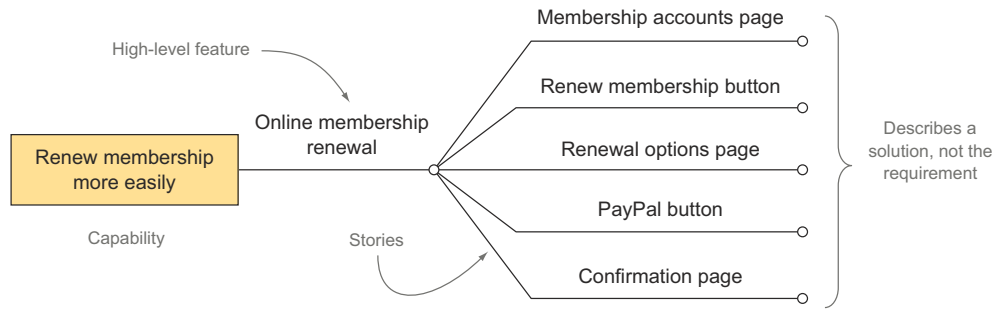 High-level feature
Online membership
renewal
Renew membership
more easily
Capability
Stories
Membership accounts page
Renew membership button
Renewal options page
PayPal button
Confirmation page
Describes a
solution, not the
requirement